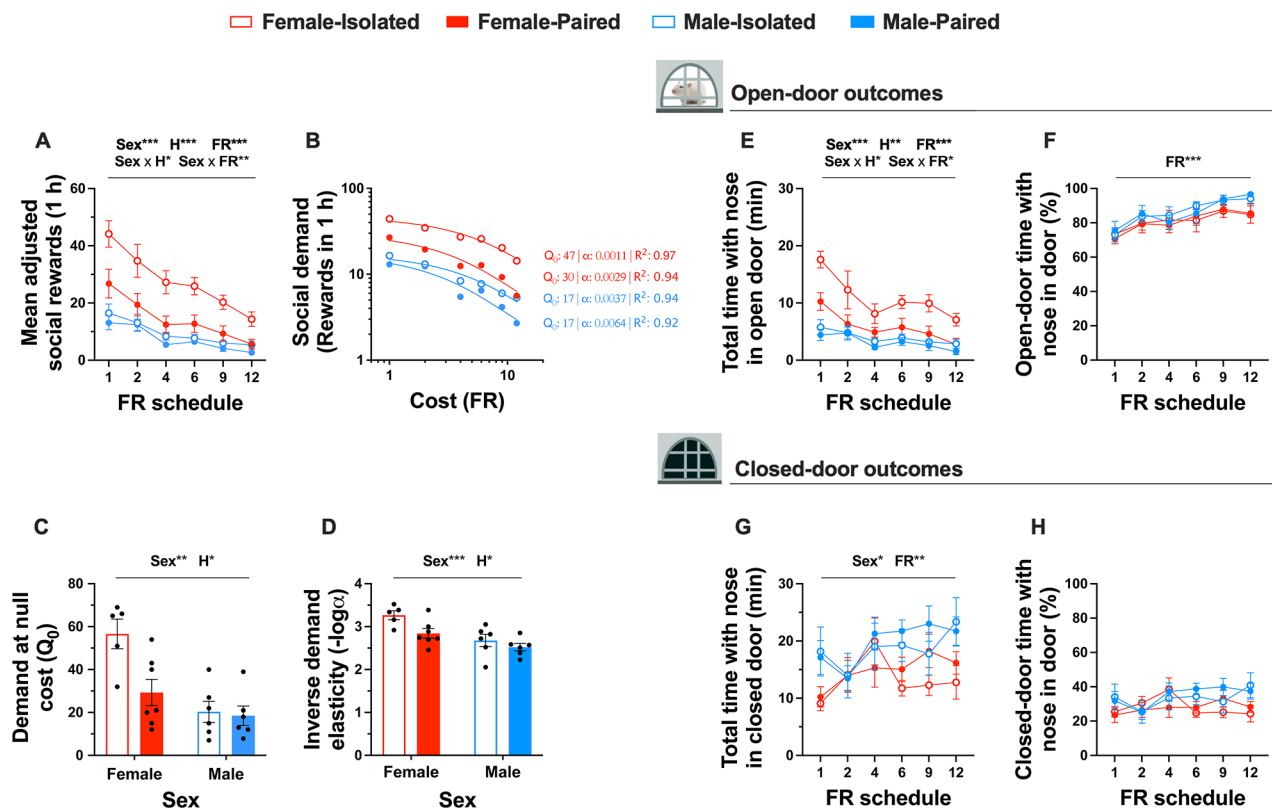 Female-Isolated Female-Paired Male-Isolated Male-Paired
Open-door outcomes
A
Sex*** H*** FR***
Sex x H* Sex x FR**
Mean adjusted
social rewards (1 h)
60
40
20
0
1 2 4 6 9 12
FR schedule
B
Social demand
(Rewards in 1 h)
100
10
1
1 10
Cost (FR)
Q0: 47 | α: 0.0011 | R2: 0.97
Q0: 30 | α: 0.0029 | R2: 0.94
Q0: 17 | α: 0.0037 | R2: 0.94
Q0: 17 | α: 0.0064 | R2: 0.92
E
Sex*** H** FR***
Sex x H* Sex x FR*
Total time with nose
in open door (min)
30
20
10
0
1 2 4 6 9 12
FR schedule
F
FR***
Open-door time with
nose in door (%)
100
80
60
40
20
0
1 2 4 6 9 12
FR schedule
Closed-door outcomes
C
Sex** H*
Demand at null
cost (Q0)
80
60
40
20
0
Female Male
Sex
D
Sex*** H*
Inverse demand
elasticity (-logα)
4
3
2
1
0
Female Male
Sex
G
Sex* FR**
Total time with nose
in closed door (min)
30
20
10
0
1 2 4 6 9 12
FR schedule
H
Closed-door time with
nose in door (%)
100
80
60
40
20
0
1 2 4 6 9 12
FR schedule